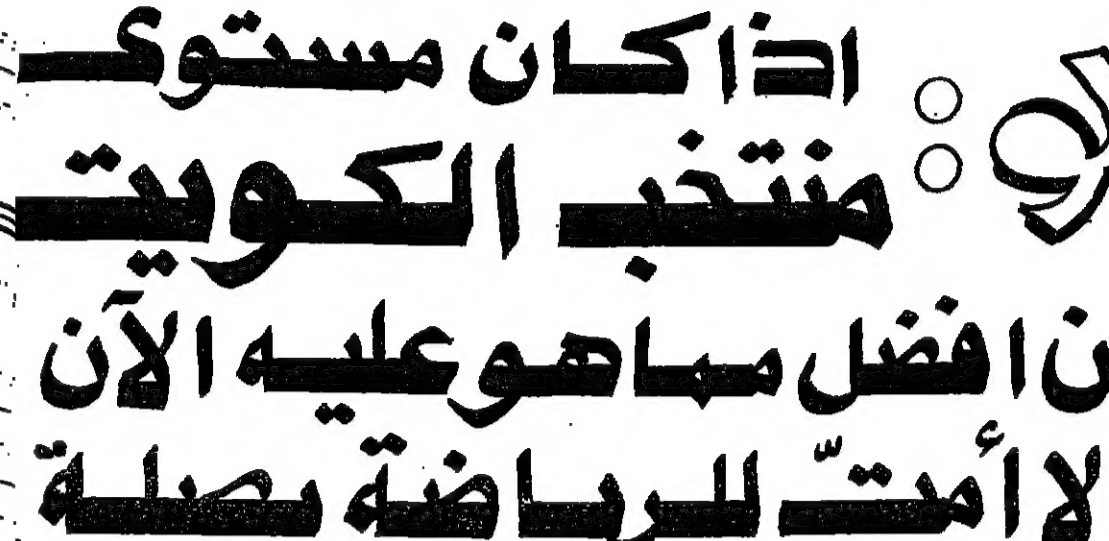 اذا كان مستوى
منتخب الكويت
افضل مما هو عليه الآن
لا أمتّ للرياضة بصلة